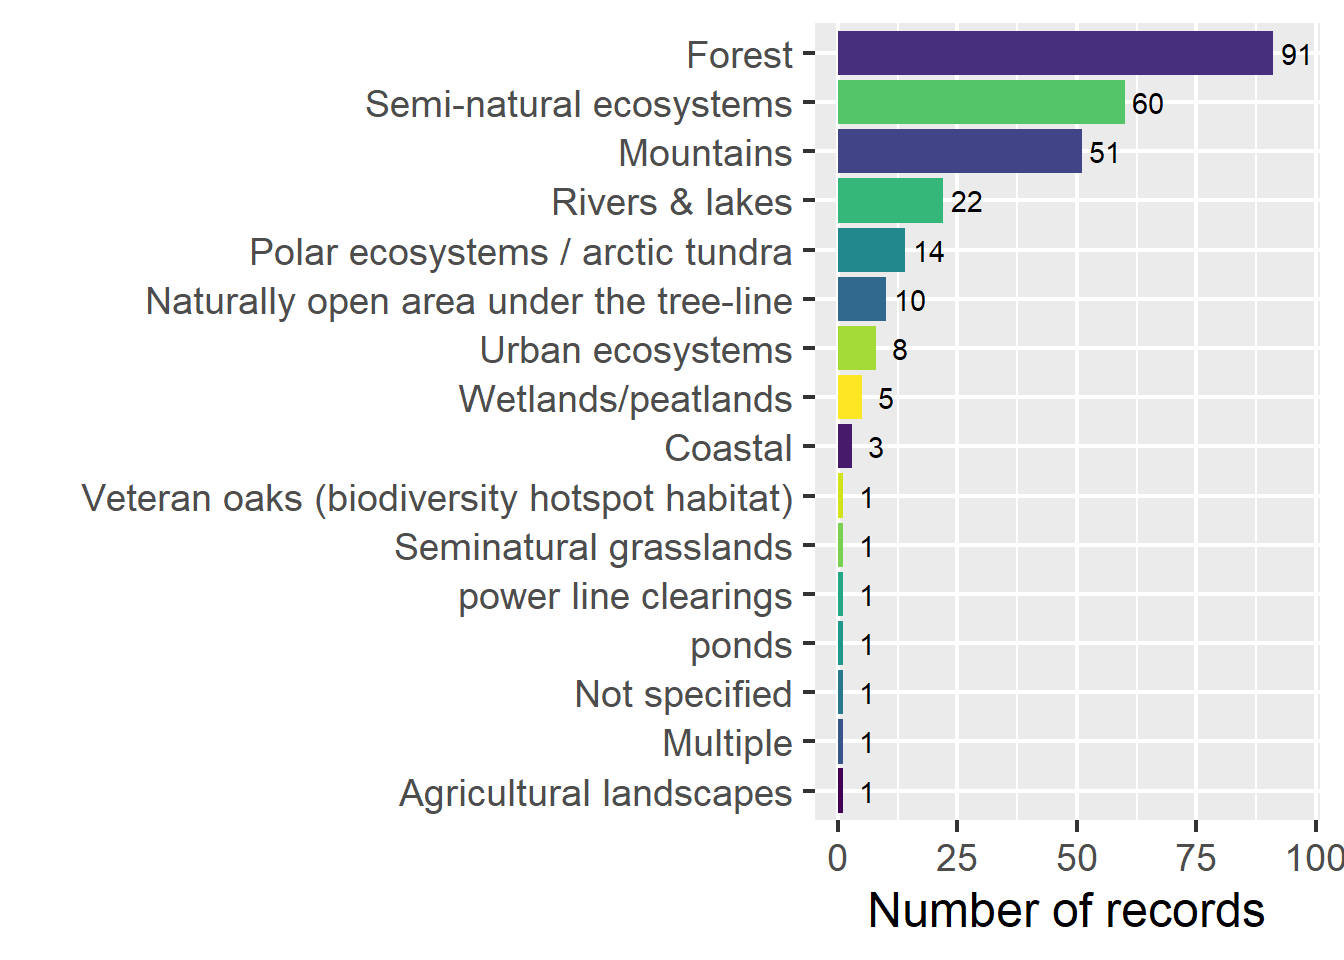 Forest 91
Semi-natural ecosystems 60
Mountains 51
Rivers & lakes 22
Polar ecosystems / arctic tundra 14
Naturally open area under the tree-line 10
Urban ecosystems 8
Wetlands/peatlands 5
Coastal 3
Veteran oaks (biodiversity hotspot habitat) 1
Seminatural grasslands 1
power line clearings 1
ponds 1
Not specified 1
Multiple 1
Agricultural landscapes 1
0 25 50 75 100
Number of records